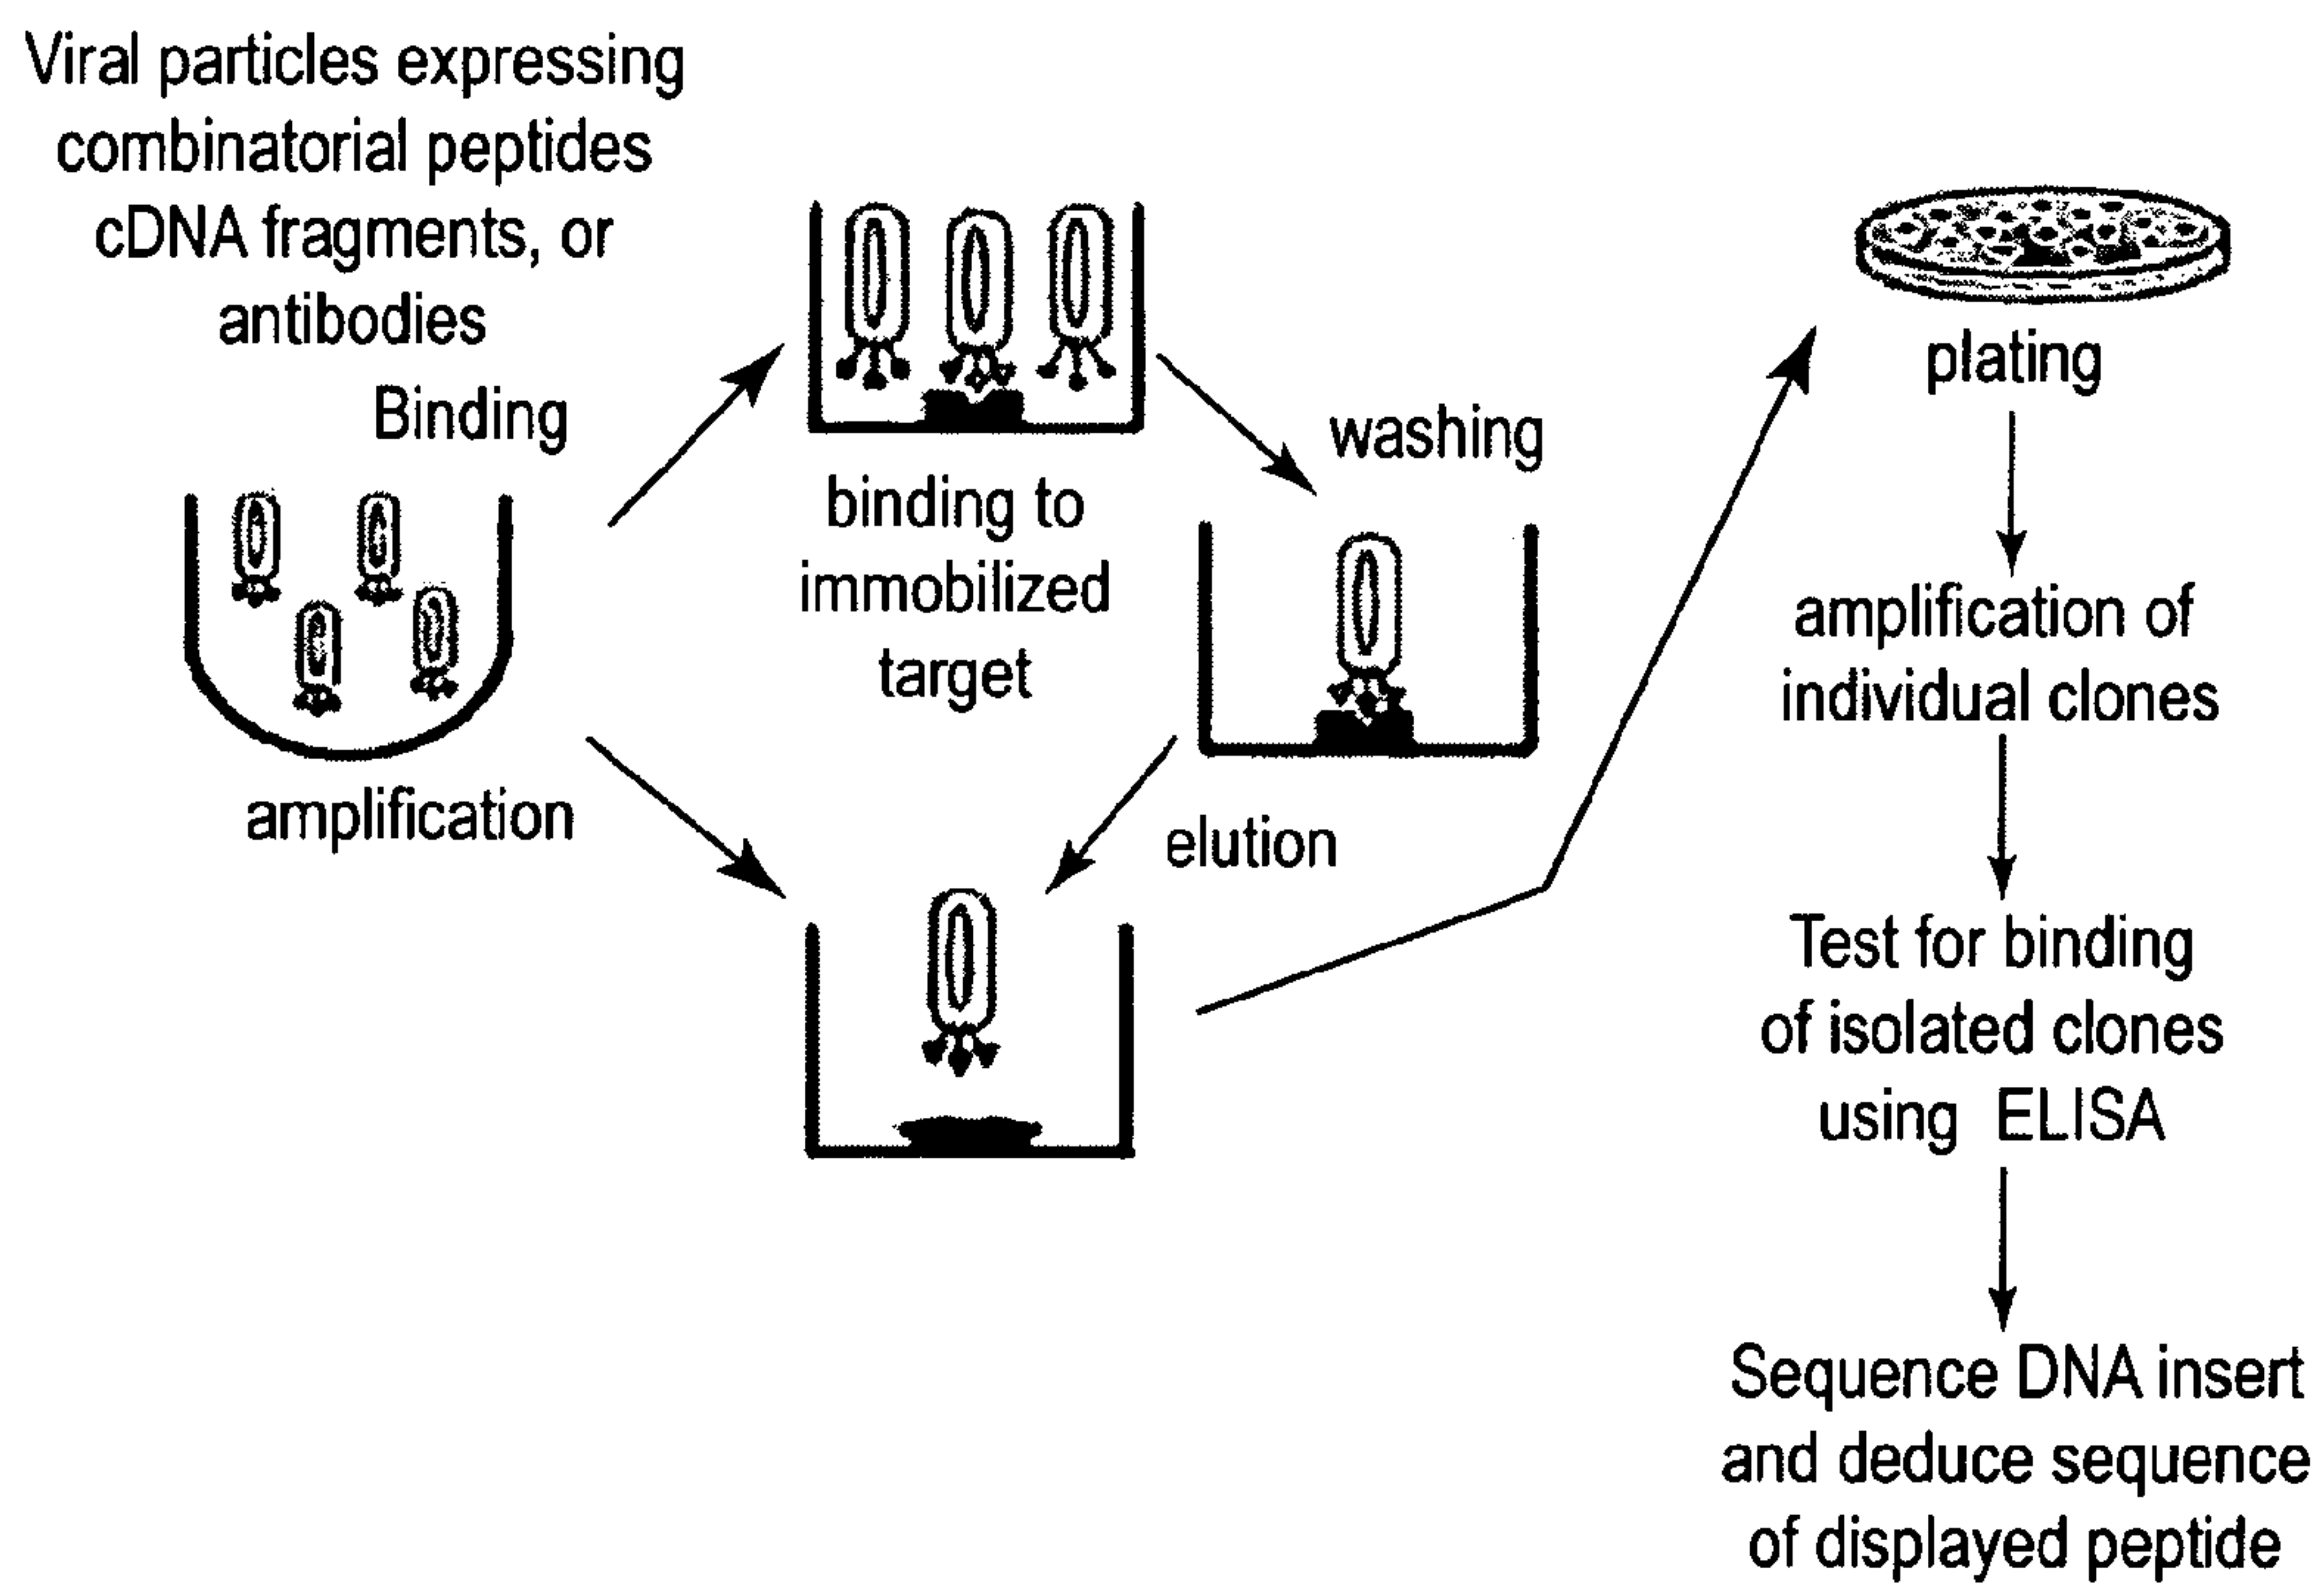 Viral particles expressing
combinatorial peptides
cDNA fragments, or
antibodies
Binding
amplification
binding to
immobilized
target
washing
elution
plating
amplification of
individual clones
Test for binding
of isolated clones
using ELISA
Sequence DNA insert
and deduce sequence
of displayed peptide